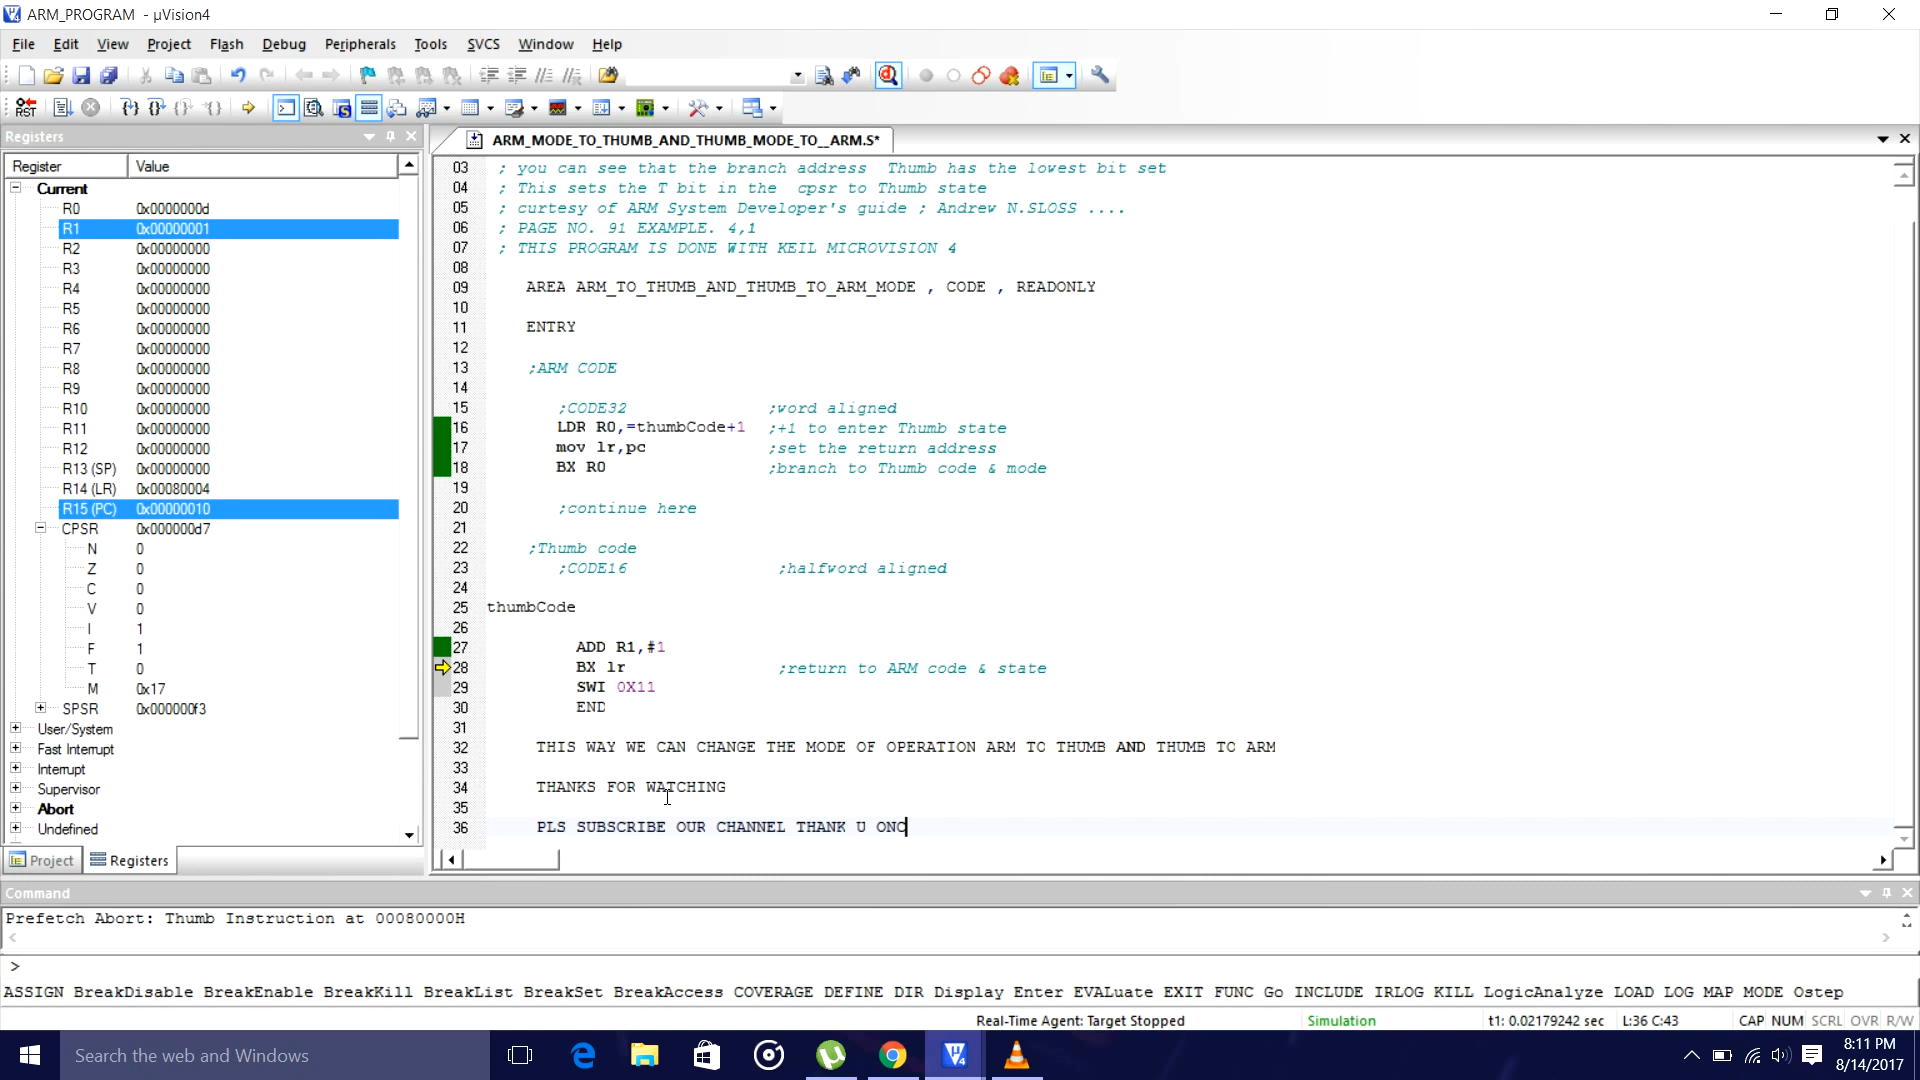 ARM_PROGRAM - µVision4
File Edit View Project Flash Debug Peripherals Tools SVCS Window Help
Registers
ARM_MODE_TO_THUMB_AND_THUMB_MODE_TO__ARM.S*
Register Value
Current
R0 0x0000000d
R1 0x00000001
R2 0x00000000
R3 0x00000000
R4 0x00000000
R5 0x00000000
R6 0x00000000
R7 0x00000000
R8 0x00000000
R9 0x00000000
R10 0x00000000
R11 0x00000000
R12 0x00000000
R13 (SP) 0x00000000
R14 (LR) 0x00080004
R15 (PC) 0x00000010
CPSR 0x000000d7
N 0
Z 0
C 0
V 0
I 1
F 1
T 0
M 0x17
SPSR 0x000000f3
User/System
Fast Interrupt
Interrupt
Supervisor
Abort
Undefined
Project Registers
03 ; you can see that the branch address Thumb has the lowest bit set
04 ; This sets the T bit in the cpsr to Thumb state
05 ; curtesy of ARM System Developer's guide ; Andrew N.SLOSS ....
06 ; PAGE NO. 91 EXAMPLE. 4,1
07 ; THIS PROGRAM IS DONE WITH KEIL MICROVISION 4
08
09 AREA ARM_TO_THUMB_AND_THUMB_TO_ARM_MODE , CODE , READONLY
10
11 ENTRY
12
13 ;ARM CODE
14
15 ;CODE32 ;word aligned
16 LDR R0,=thumbCode+1 ;+1 to enter Thumb state
17 mov lr,pc ;set the return address
18 BX R0 ;branch to Thumb code & mode
19
20 ;continue here
21
22 ;Thumb code
23 ;CODE16 ;halfword aligned
24
25 thumbCode
26
27 ADD R1,#1
28 BX lr ;return to ARM code & state
29 SWI 0X11
30 END
31
32 THIS WAY WE CAN CHANGE THE MODE OF OPERATION ARM TO THUMB AND THUMB TO ARM
33
34 THANKS FOR WATCHING
35
36 PLS SUBSCRIBE OUR CHANNEL THANK U ONC
Command
Prefetch Abort: Thumb Instruction at 00080000H
>
ASSIGN BreakDisable BreakEnable BreakKill BreakList BreakSet BreakAccess COVERAGE DEFINE DIR Display Enter EVALuate EXIT FUNC Go INCLUDE IRLOG KILL LogicAnalyze LOAD LOG MAP MODE Ostep
Real-Time Agent: Target Stopped Simulation t1: 0.02179242 sec L:36 C:43 CAP NUM SCRL OVR R/W
Search the web and Windows
8:11 PM
8/14/2017